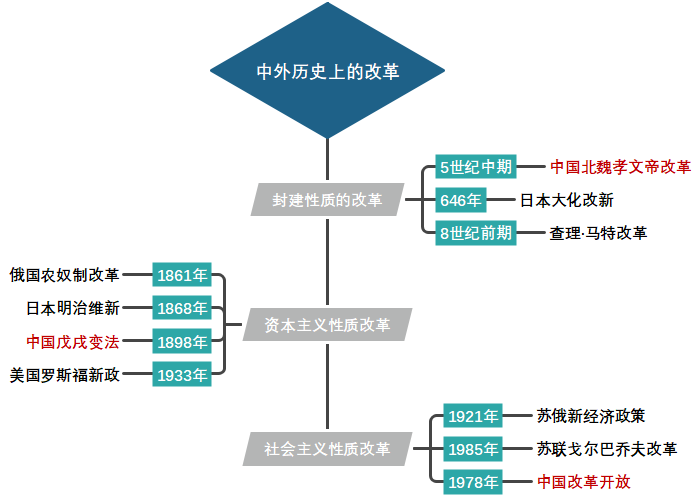 中外历史上的改革
封建性质的改革
5世纪中期 中国北魏孝文帝改革
646年 日本大化改新
8世纪前期 查理·马特改革
资本主义性质改革
俄国农奴制改革 1861年
日本明治维新 1868年
中国戊戌变法 1898年
美国罗斯福新政 1933年
社会主义性质改革
1921年 苏俄新经济政策
1985年 苏联戈尔巴乔夫改革
1978年 中国改革开放